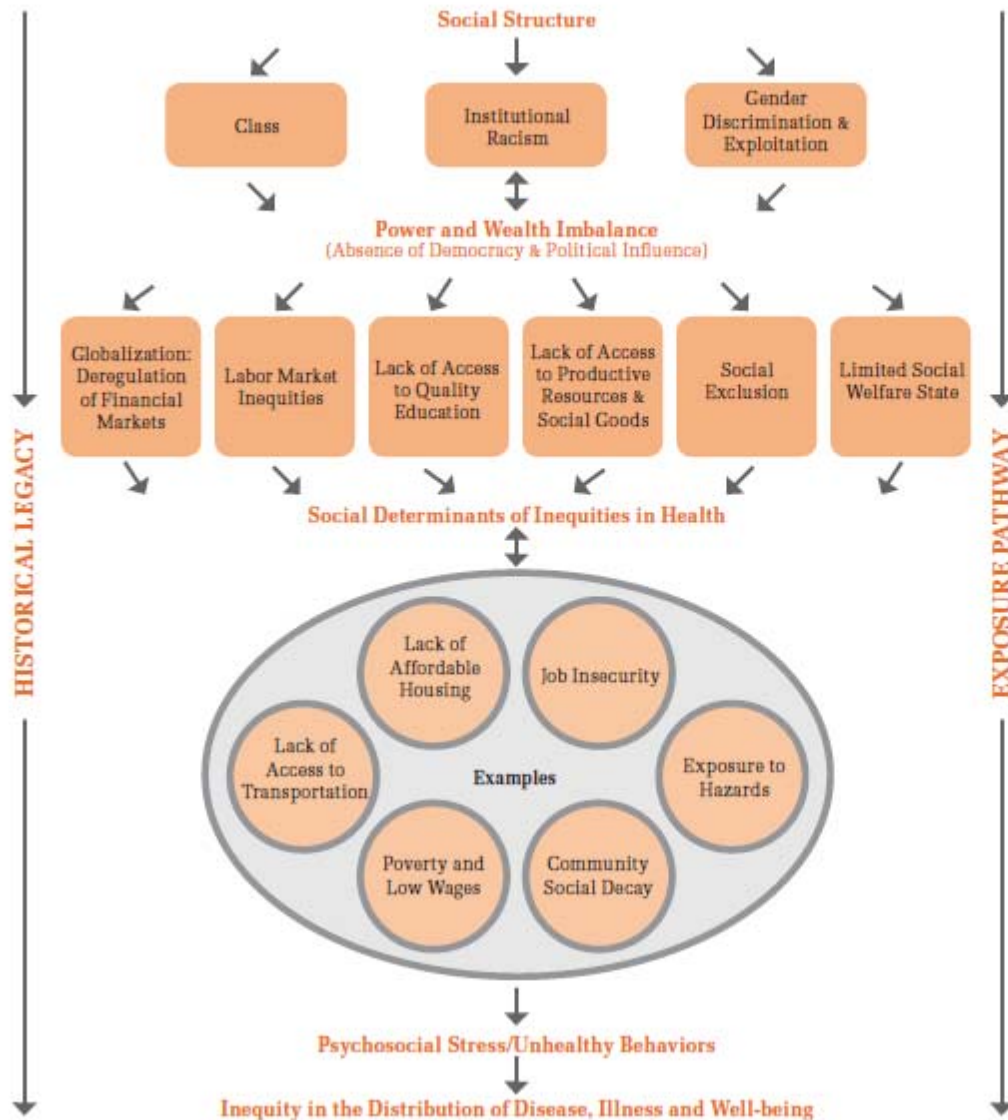 Social Structure
Class
Institutional
Racism
Gender
Discrimination &
Exploitation
Power and Wealth Imbalance
(Absence of Democracy & Political Influence)
Globalization:
Deregulation
of Financial
Markets
Labor Market
Inequities
Lack of Access
to Quality
Education
Lack of Access
to Productive
Resources &
Social Goods
Social
Exclusion
Limited Social
Welfare State
HISTORICAL LEGACY
EXPOSURE PATHWAY
Social Determinants of Inequities in Health
Lack of
Affordable
Housing
Job Insecurity
Lack of
Access to
Transportation
Examples
Exposure to
Hazards
Poverty and
Low Wages
Community
Social Decay
Psychosocial Stress/Unhealthy Behaviors
Inequity in the Distribution of Disease, Illness and Well-being